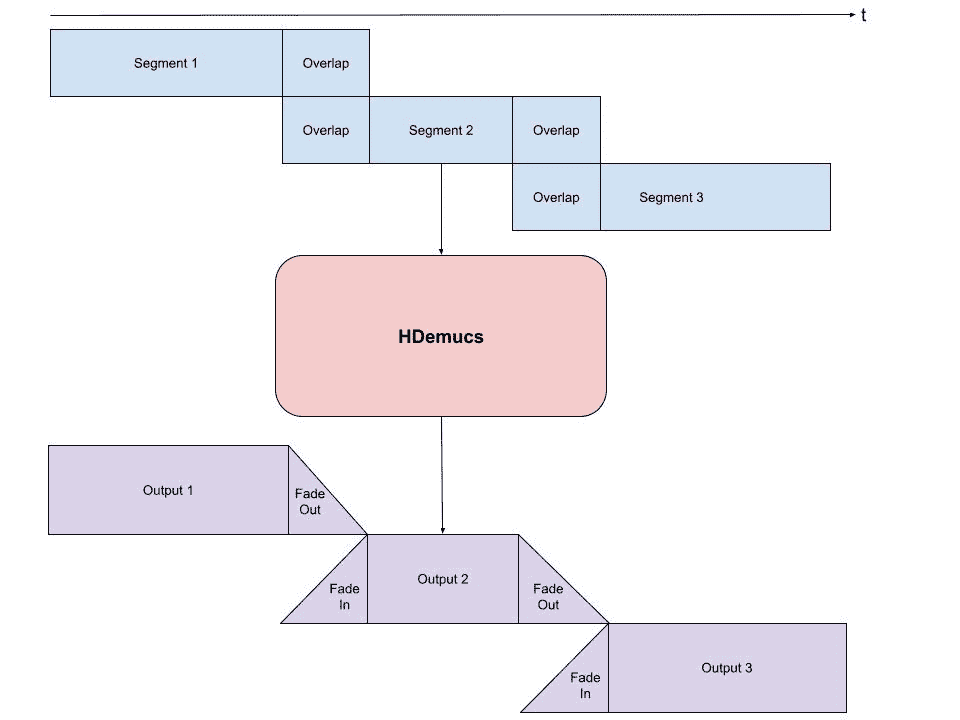 t
Segment 1
Overlap
Overlap
Segment 2
Overlap
Overlap
Segment 3
HDemucs
Output 1
Fade
Out
Fade
In
Output 2
Fade
Out
Fade
In
Output 3